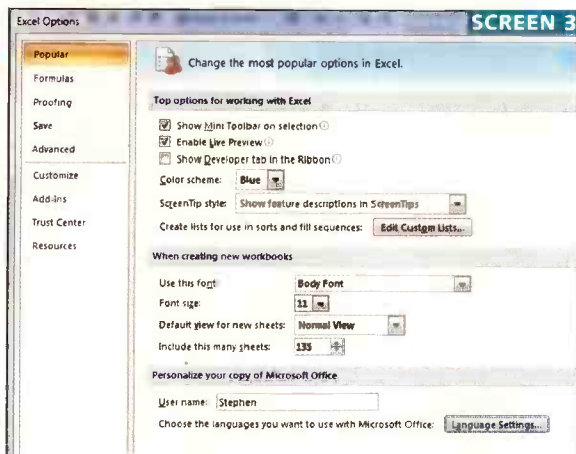 Excel Options
SCREEN 3
Popular
Formulas
Proofing
Save
Advanced
Customize
Add-Ins
Trust Center
Resources
Change the most popular options in Excel.
Top options for working with Excel
Show Mini Toolbar on selection
Enable Live Preview
Show Developer tab in the Ribbon
Color scheme: Blue
ScreenTip style: Show feature descriptions in ScreenTips
Create lists for use in sorts and fill sequences: Edit Custom Lists...
When creating new workbooks
Use this font: Body Font
Font size: 11
Default view for new sheets: Normal View
Include this many sheets: 135
Personalize your copy of Microsoft Office
User name: Stephen
Choose the languages you want to use with Microsoft Office: Language Settings...